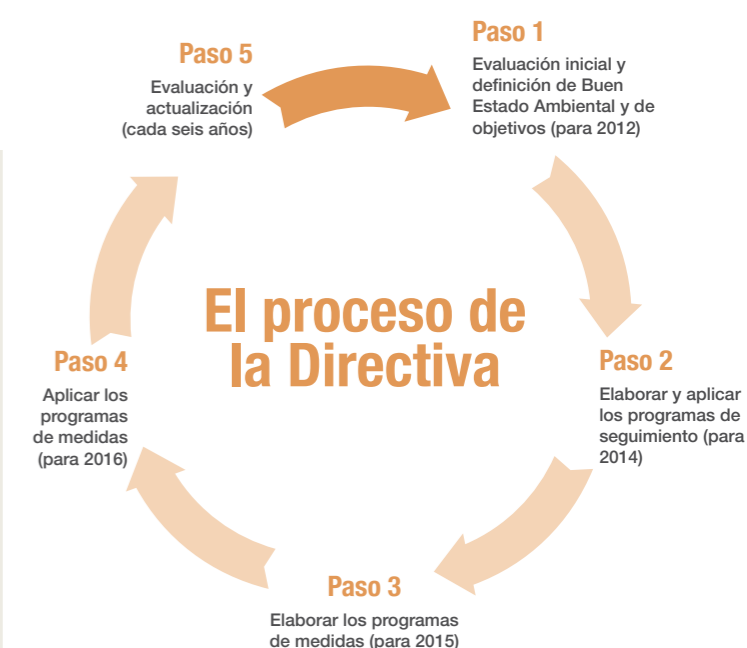 Paso 1
Evaluación inicial y
definición de Buen
Estado Ambiental y de
objetivos (para 2012)
Paso 2
Elaborar y aplicar
los programas de
seguimiento (para
2014)
Paso 3
Elaborar los programas
de medidas (para 2015)
Paso 4
Aplicar los
programas
de medidas
(para 2016)
Paso 5
Evaluación y
actualización
(cada seis años)
El proceso de
la Directiva